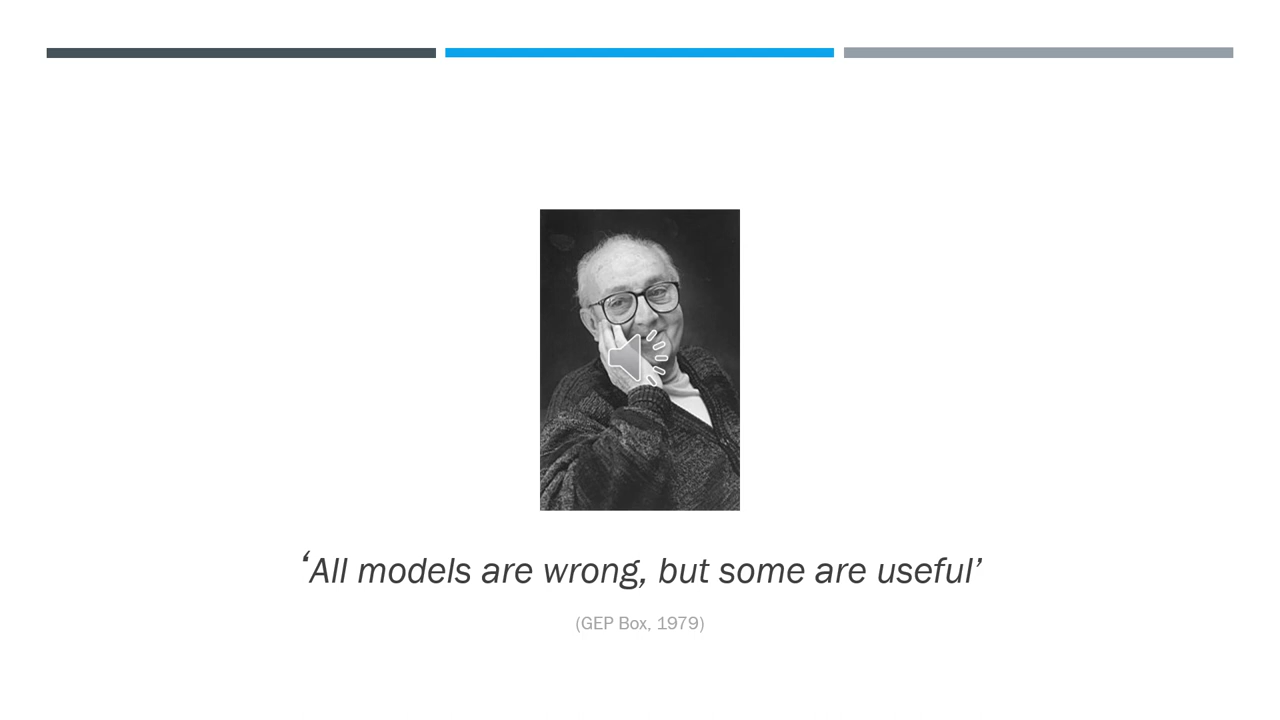 ‘All models are wrong, but some are useful’
(GEP Box, 1979)